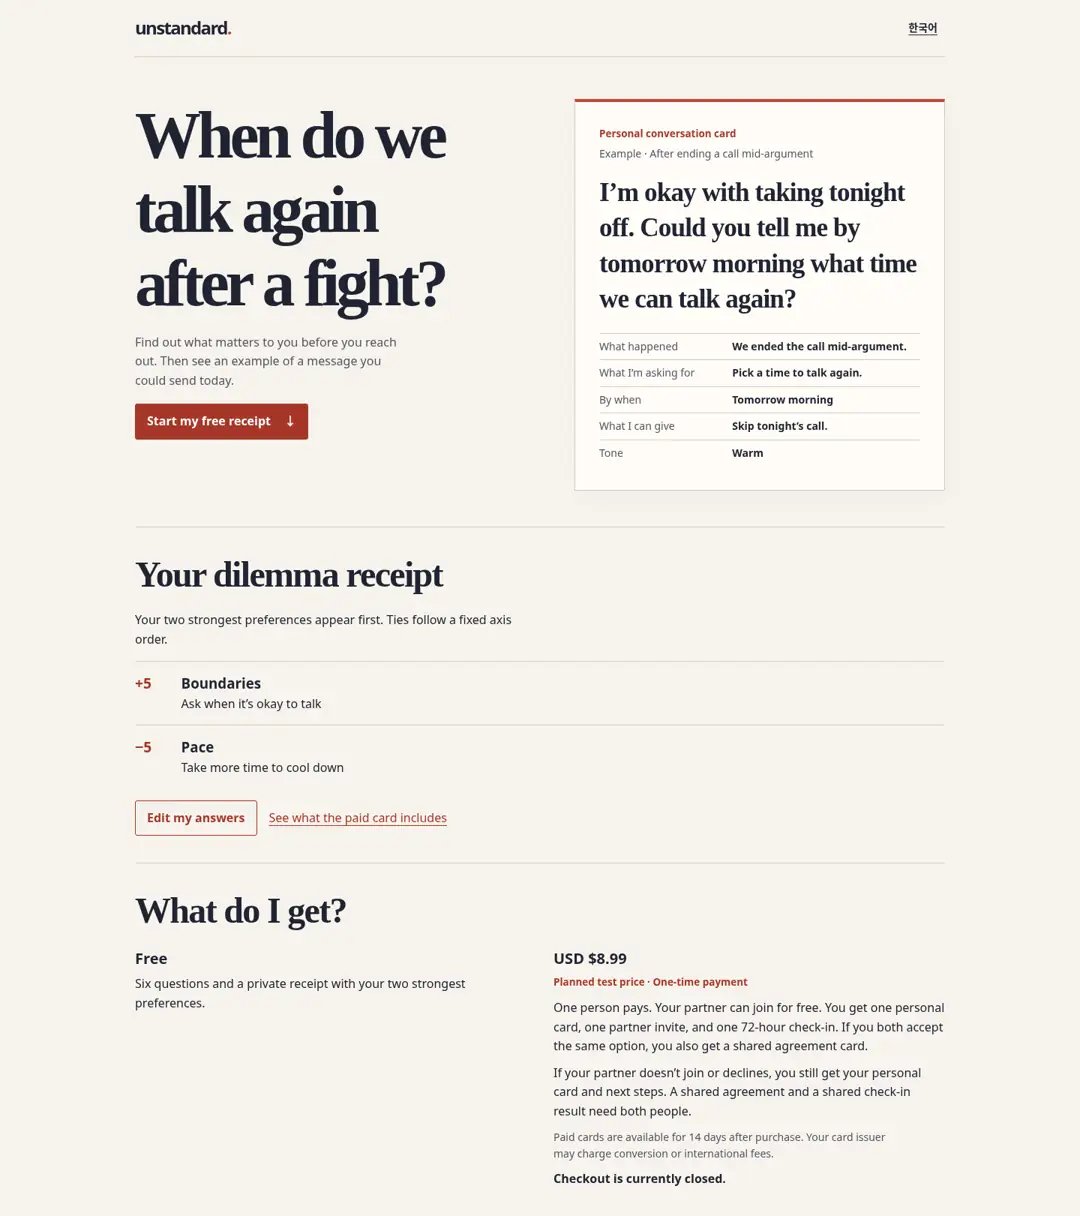 unstandard.
한국어
When do we
talk again
after a fight?
Find out what matters to you before you reach
out. Then see an example of a message you
could send today.
Start my free receipt ↓
Personal conversation card
Example · After ending a call mid-argument
I’m okay with taking tonight
off. Could you tell me by
tomorrow morning what time
we can talk again?
What happened We ended the call mid-argument.
What I’m asking for Pick a time to talk again.
By when Tomorrow morning
What I can give Skip tonight’s call.
Tone Warm
Your dilemma receipt
Your two strongest preferences appear first. Ties follow a fixed axis
order.
+5 Boundaries
Ask when it’s okay to talk
−5 Pace
Take more time to cool down
Edit my answers See what the paid card includes
What do I get?
Free
Six questions and a private receipt with your two strongest
preferences.
USD $8.99
Planned test price · One-time payment
One person pays. Your partner can join for free. You get one personal
card, one partner invite, and one 72-hour check-in. If you both accept
the same option, you also get a shared agreement card.
If your partner doesn’t join or declines, you still get your personal
card and next steps. A shared agreement and a shared check-in
result need both people.
Paid cards are available for 14 days after purchase. Your card issuer
may charge conversion or international fees.
Checkout is currently closed.